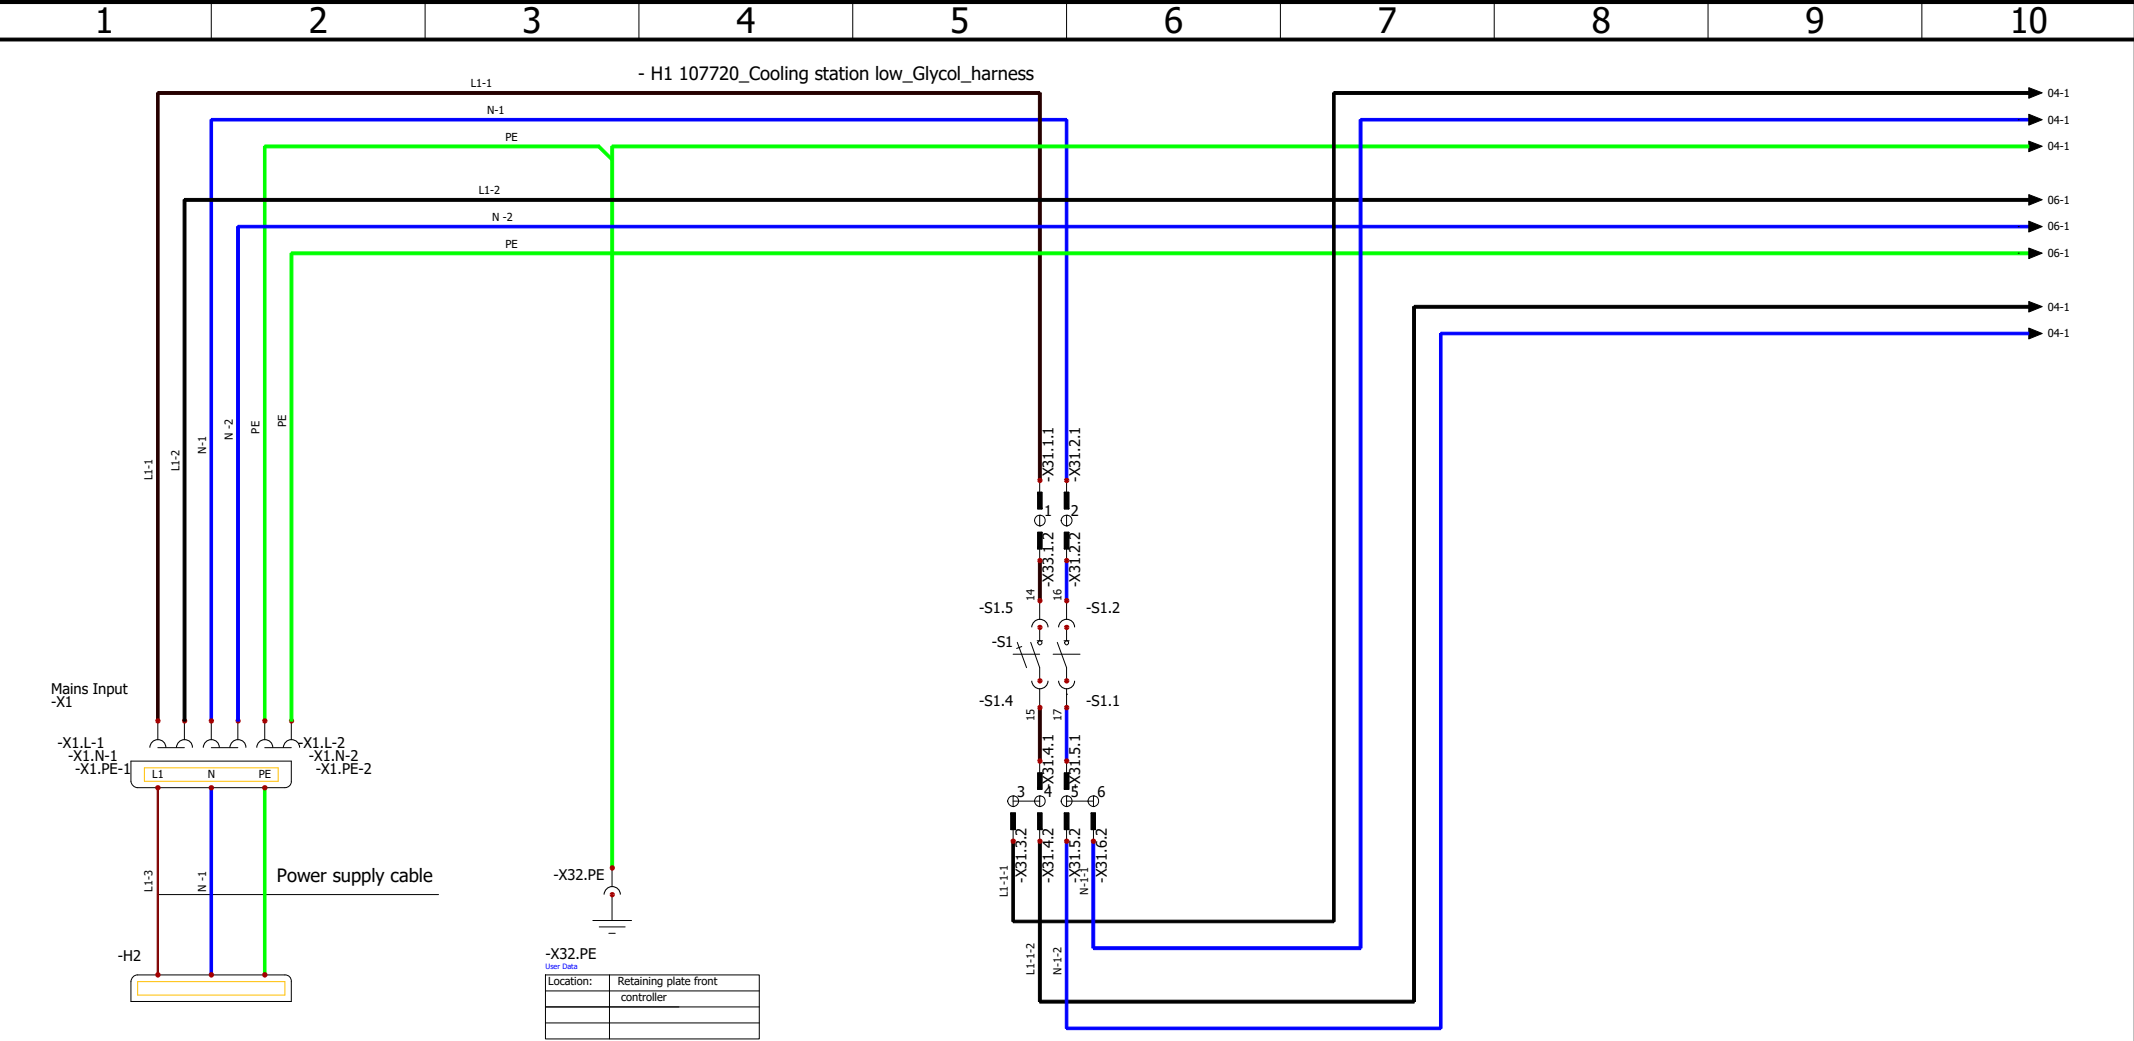 1 2 3 4 5 6 7 8 9 10
- H1 107720_Cooling station low_Glycol_harness
L1-1
04-1
N-1
04-1
PE
04-1
L1-2
06-1
N -2
06-1
PE
06-1
04-1
04-1
L1-1
L1-2
N-1
N -2
PE
PE
-X31.1.1
-X31.2.1
1
2
-X33.1.2
-X31.2.2
14
16
-S1.5
-S1.2
-S1
-S1.4
-S1.1
15
17
-X31.4.1
-X31.5.1
3
4
5
6
-X31.3.2
-X31.4.2
-X31.5.2
-X31.6.2
L1-1-1
N-1-1
L1-1-2
N-1-2
Mains Input
-X1
-X1.L-1
-X1.N-1
-X1.PE-1
-X1.L-2
-X1.N-2
-X1.PE-2
L1 N PE
L1-3
N -1
Power supply cable
-H2
-X32.PE
-X32.PE
User Data
Location: Retaining plate front
controller